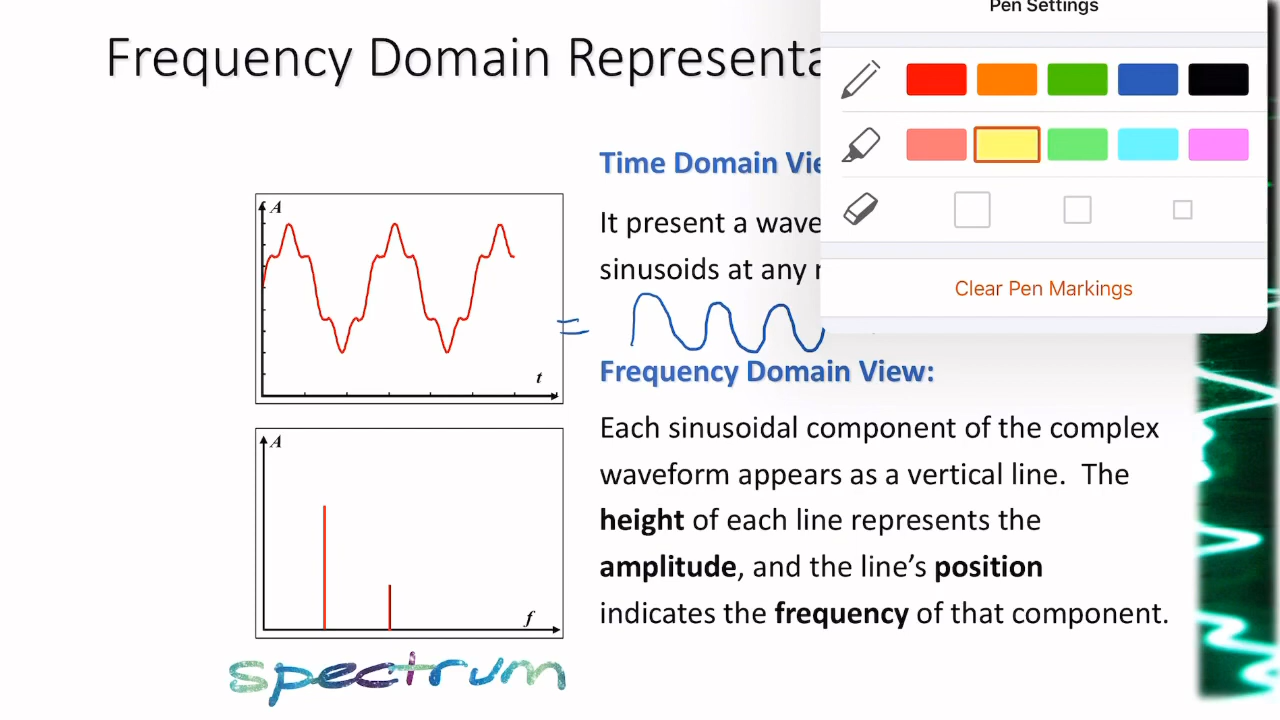 Pen Settings
Frequency Domain Representa
Time Domain Vie
It present a wave
sinusoids at any
Clear Pen Markings
A
t
=
Frequency Domain View:
Each sinusoidal component of the complex
waveform appears as a vertical line. The
height of each line represents the
amplitude, and the line's position
indicates the frequency of that component.
A
f
spectrum